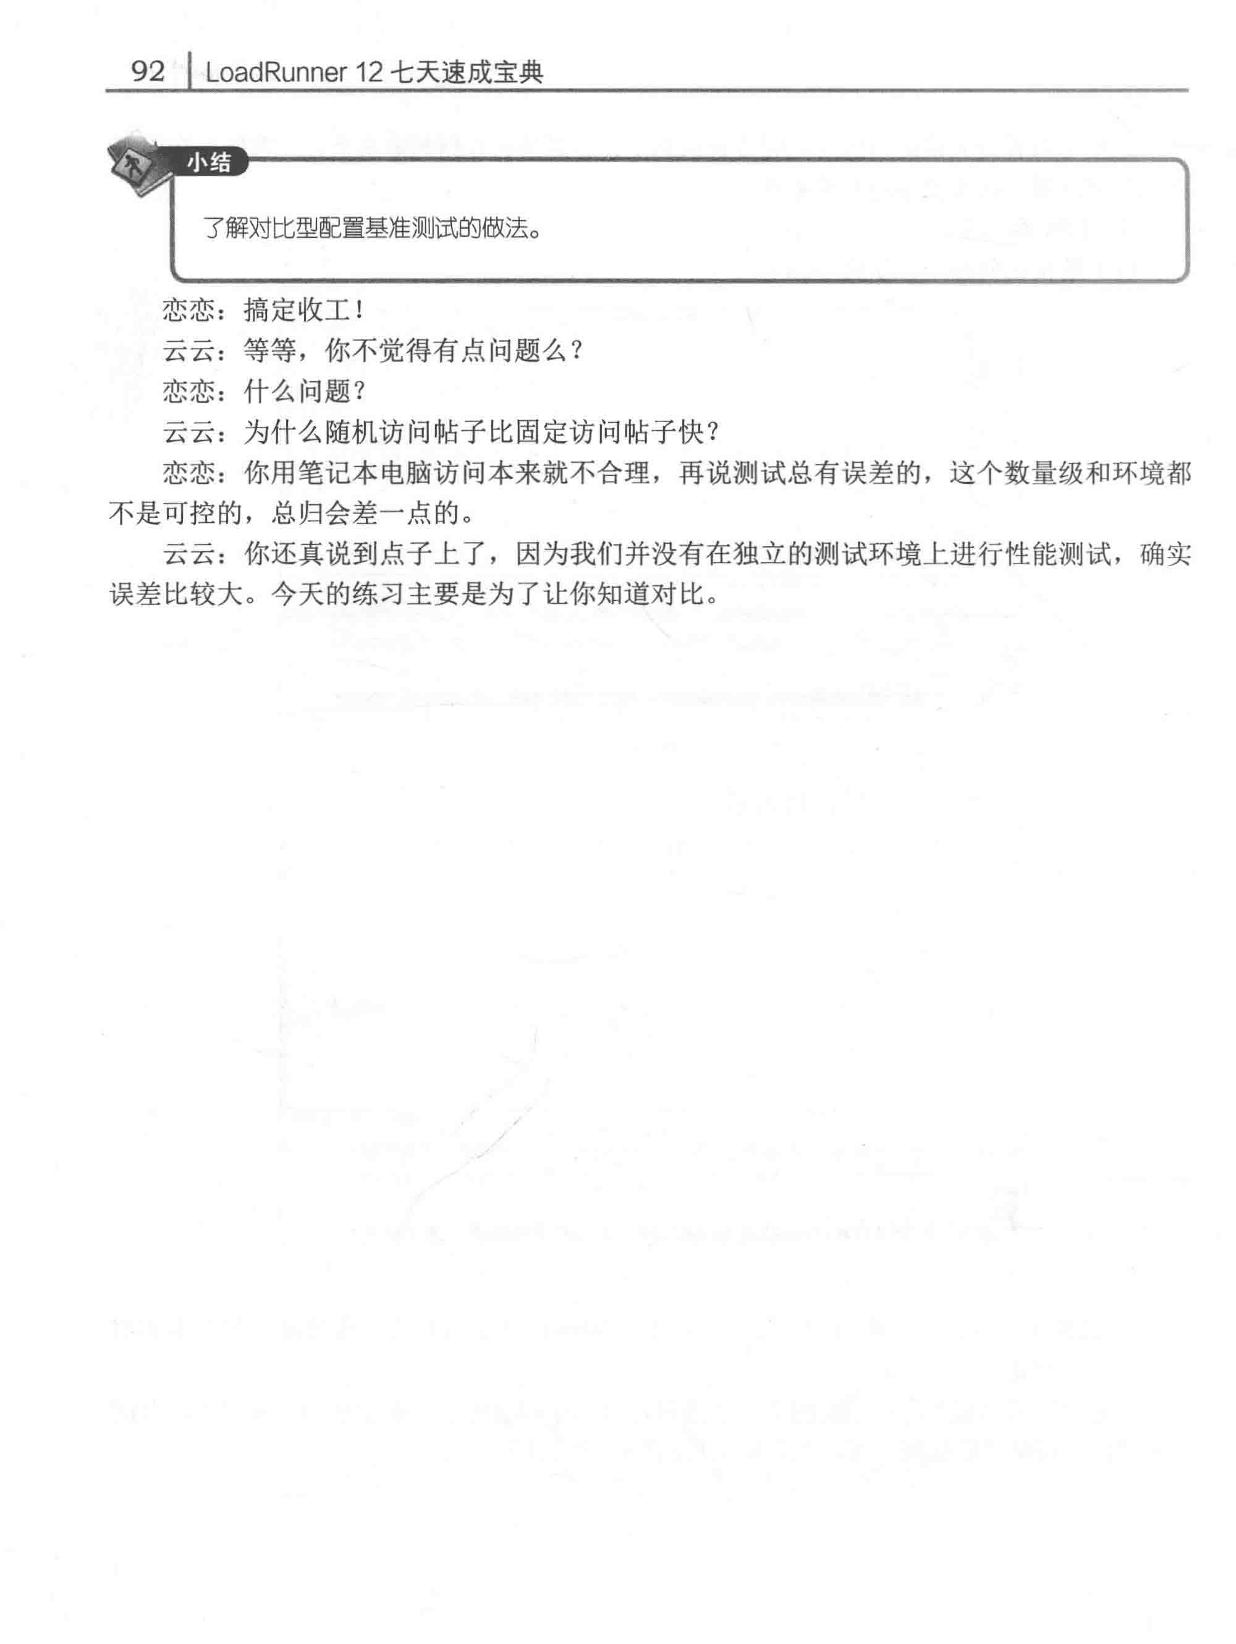 92 LoadRunner 12 七天速成宝典
小结
了解对比型配置基准测试的做法。
恋恋：搞定收工！
云云：等等，你不觉得有点问题么？
恋恋：什么问题？
云云：为什么随机访问帖子比固定访问帖子快？
恋恋：你用笔记本电脑访问本来就不合理，再说测试总有误差的，这个数量级和环境都
不是可控的，总归会差一点的。
云云：你还真说到点子上了，因为我们并没有在独立的测试环境上进行性能测试，确实
误差比较大。今天的练习主要是为了让你知道对比。